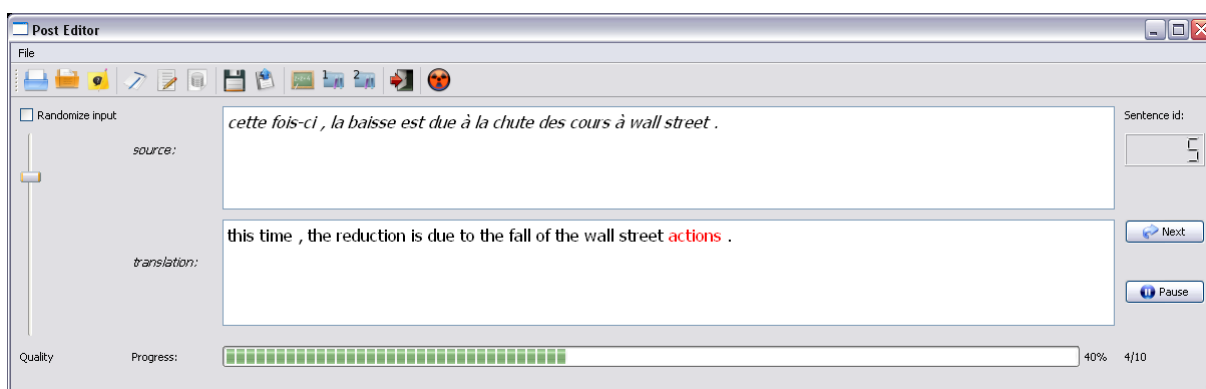 Post Editor
File
Randomize input
cette fois-ci , la baisse est due à la chute des cours à wall street .
Sentence id:
source:
5
this time , the reduction is due to the fall of the wall street actions .
Next
translation:
Pause
Quality
Progress:
40%
4/10